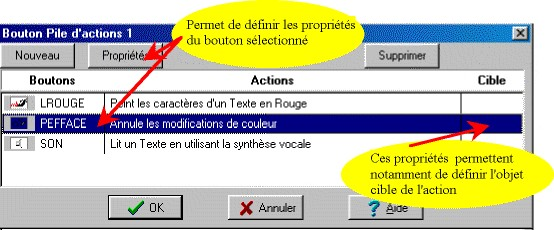 Bouton Pile d'actions 1
Permet de définir les propriétés
du bouton sélectionné
Nouveau
Propriétés
Supprimer
Boutons Actions Cible
LROUGE Peint les caractères d'un Texte en Rouge
PEFFACE Annule les modifications de couleur
SON Lit un Texte en utilisant la synthèse vocale
Ces propriétés permettent
notamment de définir l'objet
cible de l'action
OK
Annuler
? Aide